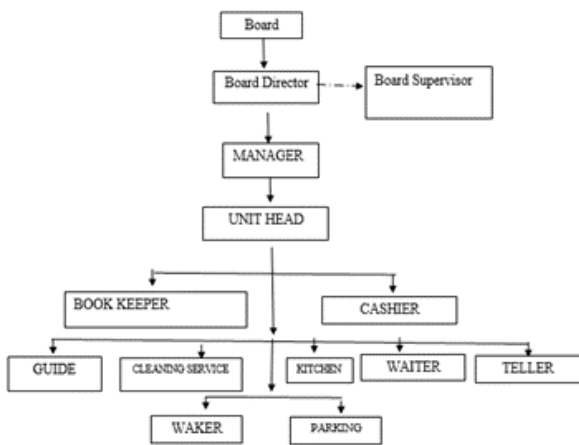 Board
Board Director
Board Supervisor
MANAGER
UNIT HEAD
BOOK KEEPER
CASHIER
GUIDE
CLEANING SERVICE
KITCHEN
WAITER
TELLER
WAKER
PARKING